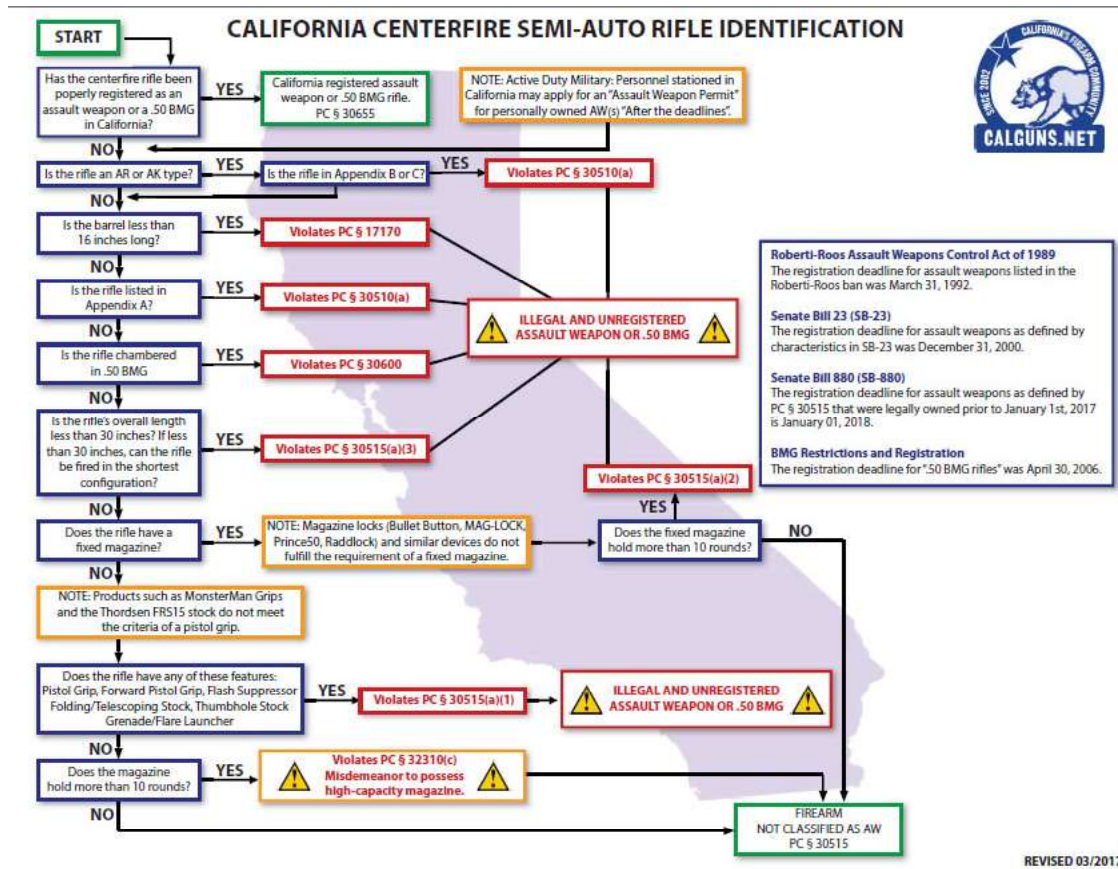 CALIFORNIA CENTERFIRE SEMI-AUTO RIFLE IDENTIFICATION
START
CALIFORNIA'S FIREARM COMMUNITY
SINCE 2002
CALGUNS.NET
Has the centerfire rifle been
poperly registered as an
assault weapon or a .50 BMG
in California?
YES
California registered assault
weapon or .50 BMG rifle.
PC § 30655
NOTE: Active Duty Military: Personnel stationed in
California may apply for an "Assault Weapon Permit"
for personally owned AW(s) "After the deadlines".
NO
Is the rifle an AR or AK type?
YES
Is the rifle in Appendix B or C?
YES
Violates PC § 30510(a)
NO
Is the barrel less than
16 inches long?
YES
Violates PC § 17170
NO
Is the rifle listed in
Appendix A?
YES
Violates PC § 30510(a)
ILLEGAL AND UNREGISTERED
ASSAULT WEAPON OR .50 BMG
NO
Is the rifle chambered
in .50 BMG
YES
Violates PC § 30600
NO
Is the rifle's overall length
less than 30 inches? If less
than 30 inches, can the rifle
be fired in the shortest
configuration?
YES
Violates PC § 30515(a)(3)
Roberti-Roos Assault Weapons Control Act of 1989
The registration deadline for assault weapons listed in the
Roberti-Roos ban was March 31, 1992.
Senate Bill 23 (SB-23)
The registration deadline for assault weapons as defined by
characteristics in SB-23 was December 31, 2000.
Senate Bill 880 (SB-880)
The registration deadline for assault weapons as defined by
PC § 30515 that were legally owned prior to January 1st, 2017
is January 01, 2018.
BMG Restrictions and Registration
The registration deadline for ".50 BMG rifles" was April 30, 2006.
Violates PC § 30515(a)(2)
YES
NO
Does the rifle have a
fixed magazine?
YES
NOTE: Magazine locks (Bullet Button, MAG-LOCK,
Prince50, Raddlock) and similar devices do not
fulfill the requirement of a fixed magazine.
Does the fixed magazine
hold more than 10 rounds?
NO
NO
NOTE: Products such as MonsterMan Grips
and the Thordsen FRS15 stock do not meet
the criteria of a pistol grip.
Does the rifle have any of these features:
Pistol Grip, Forward Pistol Grip, Flash Suppressor
Folding/Telescoping Stock, Thumbhole Stock
Grenade/Flare Launcher
YES
Violates PC § 30515(a)(1)
ILLEGAL AND UNREGISTERED
ASSAULT WEAPON OR .50 BMG
NO
Does the magazine
hold more than 10 rounds?
YES
Violates PC § 32310(c)
Misdemeanor to possess
high-capacity magazine.
NO
FIREARM
NOT CLASSIFIED AS AW
PC § 30515
REVISED 03/2017